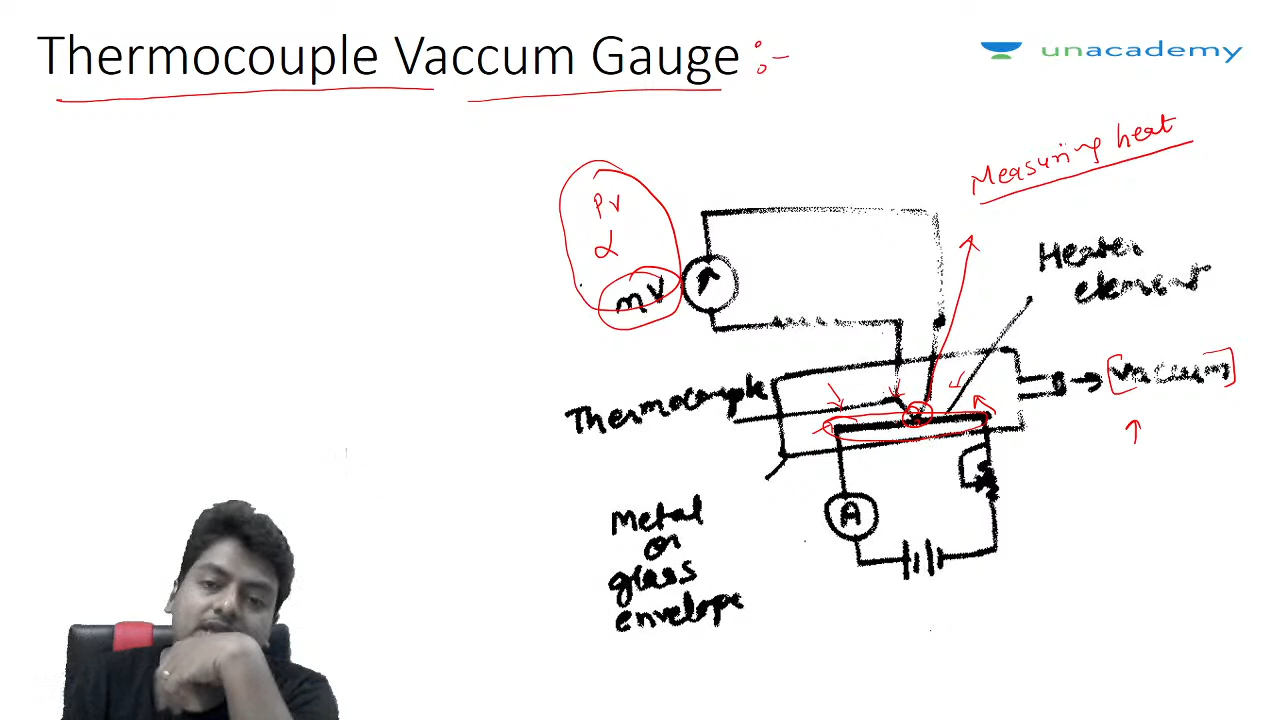 Thermocouple Vaccum Gauge :-
unacademy
Measuring heat
PV
α
mV
Heater
element
Thermocouple
Vacuum
A
Metal
or
glass
envelope